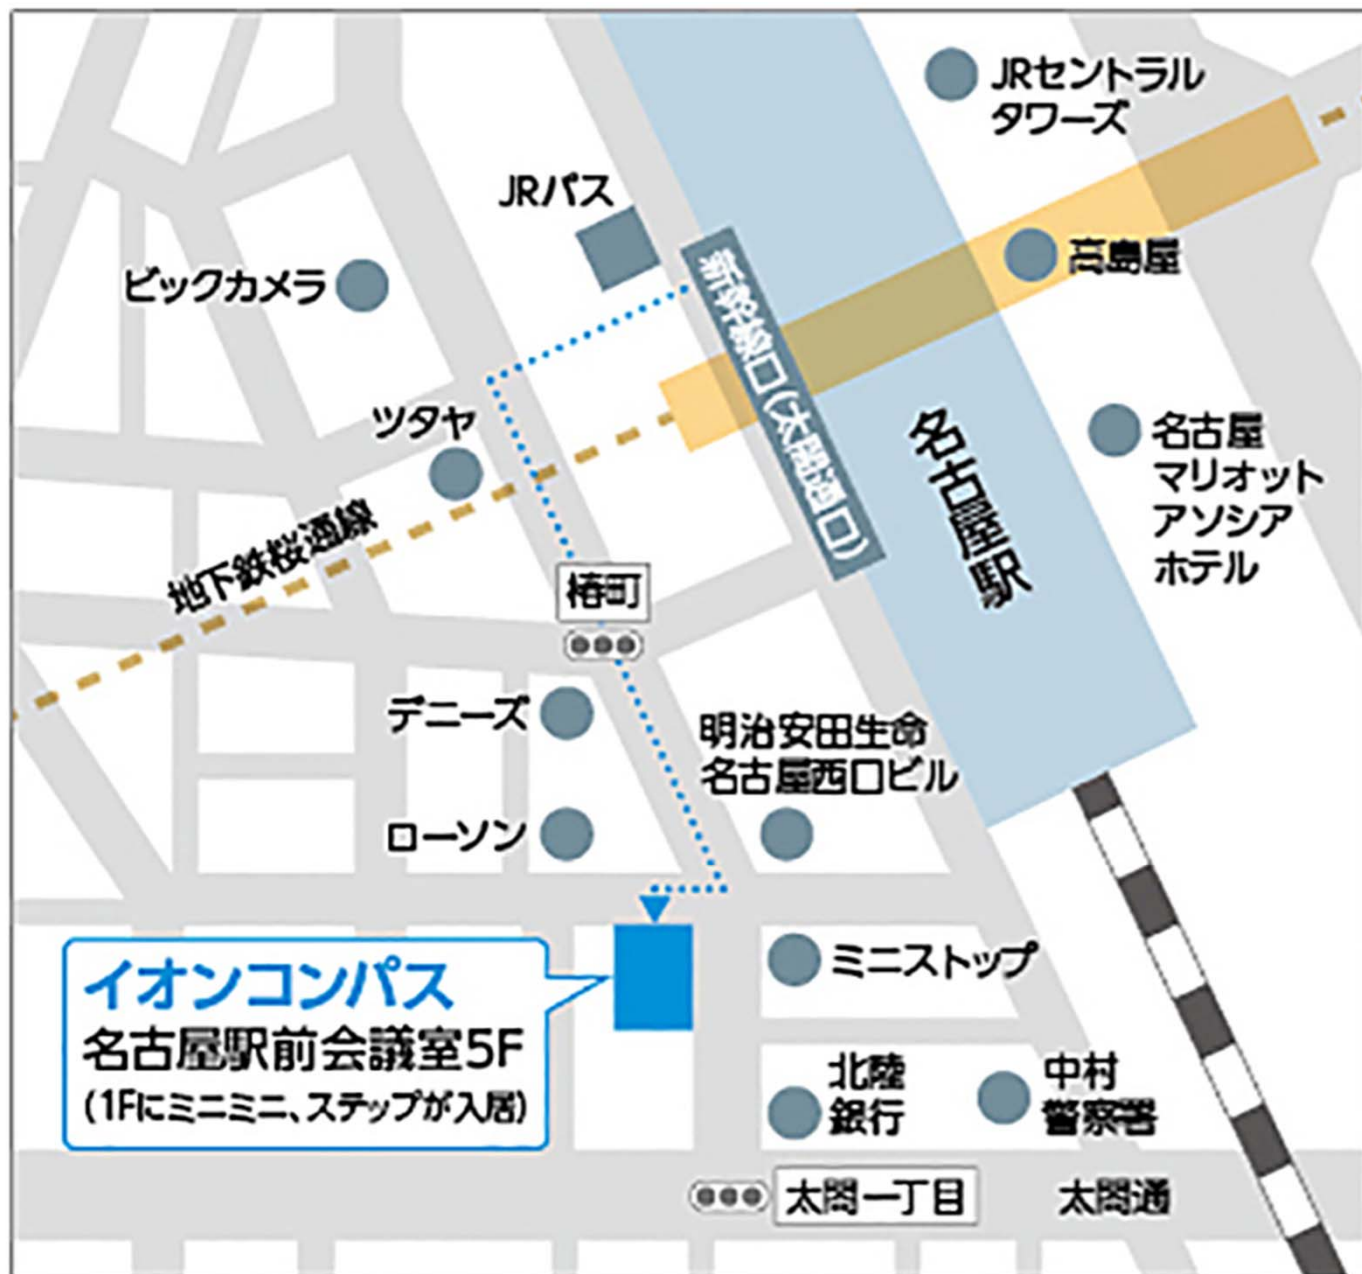 JRセントラル
タワーズ
JRバス
髙島屋
ビックカメラ
新幹線口(太閤通口)
ツタヤ
名古屋
マリオット
アソシア
ホテル
名古屋駅
地下鉄桜通線
椿町
デニーズ
明治安田生命
名古屋西口ビル
ローソン
ミニストップ
イオンコンパス
名古屋駅前会議室5F
(1Fにミニミニ、ステップが入居)
北陸
銀行
中村
警察署
太閤一丁目
太閤通